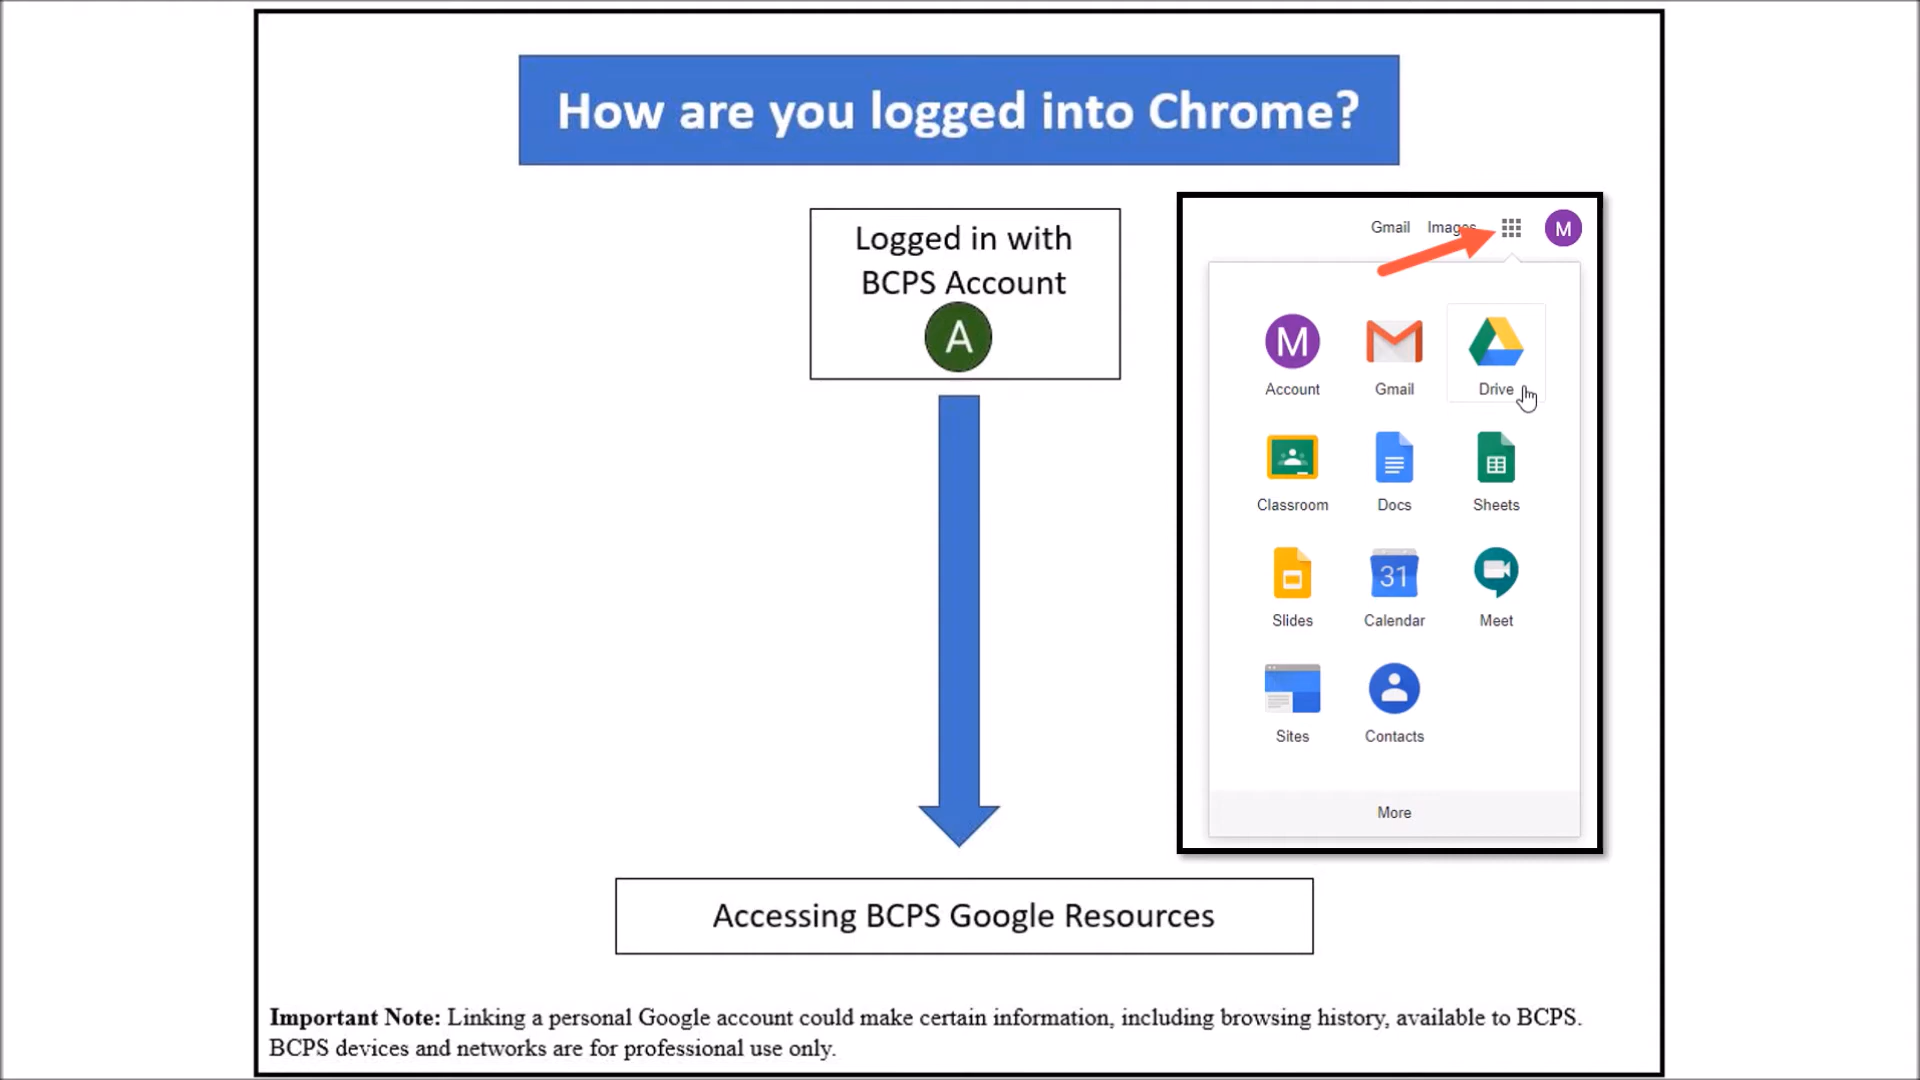 How are you logged into Chrome?
Logged in with
BCPS Account
A
Gmail Images M
M
Account Gmail Drive
Classroom Docs Sheets
31
Slides Calendar Meet
Sites Contacts
More
Accessing BCPS Google Resources
Important Note: Linking a personal Google account could make certain information, including browsing history, available to BCPS.
BCPS devices and networks are for professional use only.